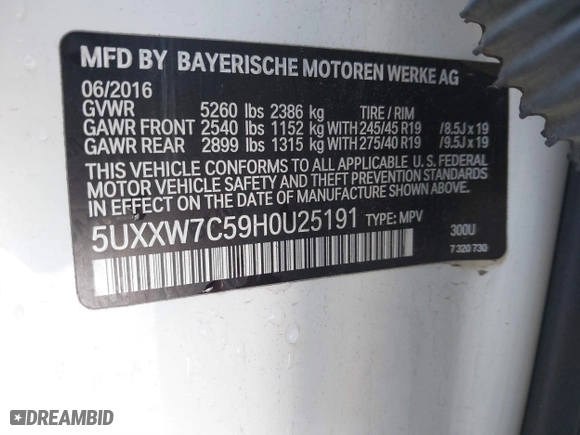 MFD BY BAYERISCHE MOTOREN WERKE AG
06/2016
GVWR 5260 lbs 2386 kg TIRE / RIM
GAWR FRONT 2540 lbs 1152 kg WITH 245/45 R19 /8.5J x 19
GAWR REAR 2899 lbs 1315 kg WITH 275/40 R19 /9.5J x 19
THIS VEHICLE CONFORMS TO ALL APPLICABLE U. S. FEDERAL
MOTOR VEHICLE SAFETY AND THEFT PREVENTION STANDARDS
IN EFFECT ON THE DATE OF MANUFACTURE SHOWN ABOVE.
5UXXW7C59H0U25191 TYPE: MPV 300U
7 320 730
DREAMBID